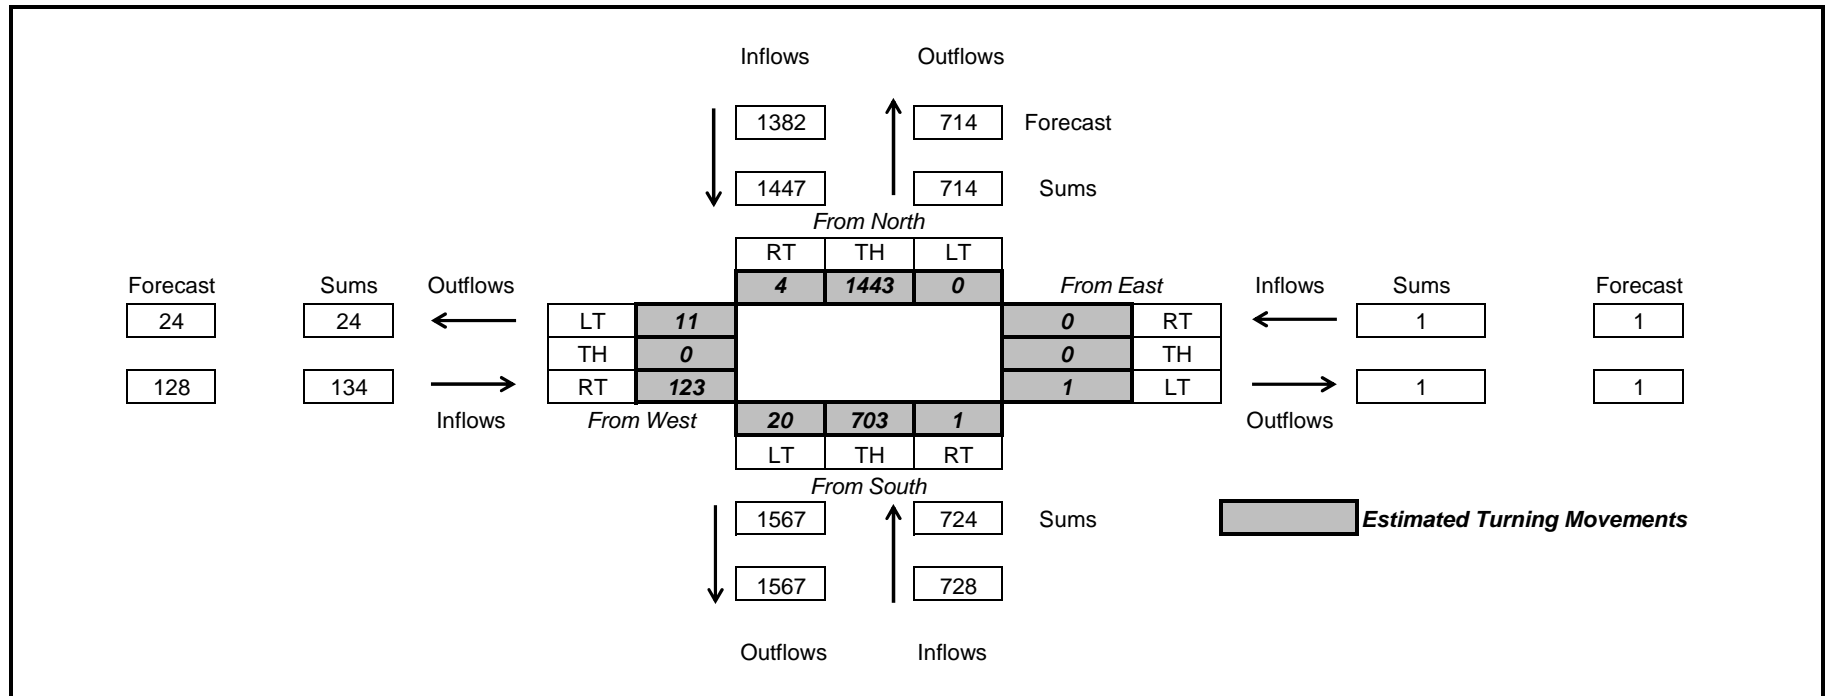 Inflows Outflows
1382 714 Forecast
1447 714 Sums
From North
RT TH LT
Forecast Sums Outflows 4 1443 0 From East Inflows Sums Forecast
24 24 LT 11 0 RT 1 1
TH 0 0 TH
128 134 RT 123 1 LT 1 1
Inflows From West 20 703 1 Outflows
LT TH RT
From South
1567 724 Sums Estimated Turning Movements
1567 728
Outflows Inflows